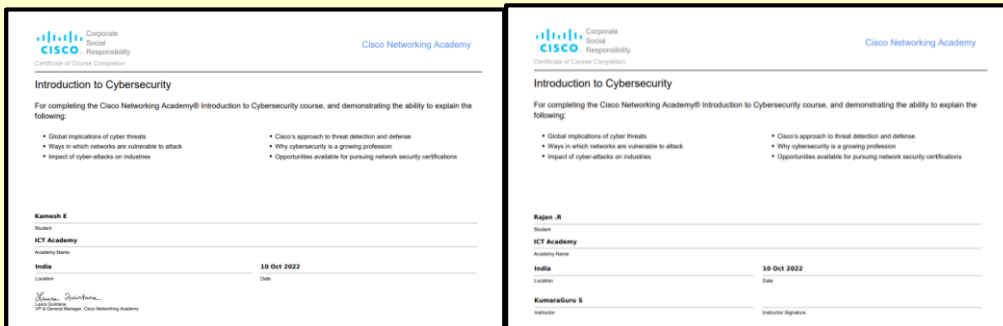 Corporate
Social
Responsibility
CISCO
Cisco Networking Academy
Certificate of Course Completion
Introduction to Cybersecurity
For completing the Cisco Networking Academy® Introduction to Cybersecurity course, and demonstrating the ability to explain the
following:
• Global implications of cyber threats
• Ways in which networks are vulnerable to attack
• Impact of cyber-attacks on industries
• Cisco's approach to threat detection and defense
• Why cybersecurity is a growing profession
• Opportunities available for pursuing network security certifications
Kamesh E
Student
ICT Academy
Academy Name
India
10 Oct 2022
Location
Date
Laura Quintana
Laura Quintana
VP & General Manager, Cisco Networking Academy
Corporate
Social
Responsibility
CISCO
Cisco Networking Academy
Certificate of Course Completion
Introduction to Cybersecurity
For completing the Cisco Networking Academy® Introduction to Cybersecurity course, and demonstrating the ability to explain the
following:
• Global implications of cyber threats
• Ways in which networks are vulnerable to attack
• Impact of cyber-attacks on industries
• Cisco's approach to threat detection and defense
• Why cybersecurity is a growing profession
• Opportunities available for pursuing network security certifications
Rajan .R
Student
ICT Academy
Academy Name
India
10 Oct 2022
Location
Date
KumaraGuru S
Instructor
Instructor Signature